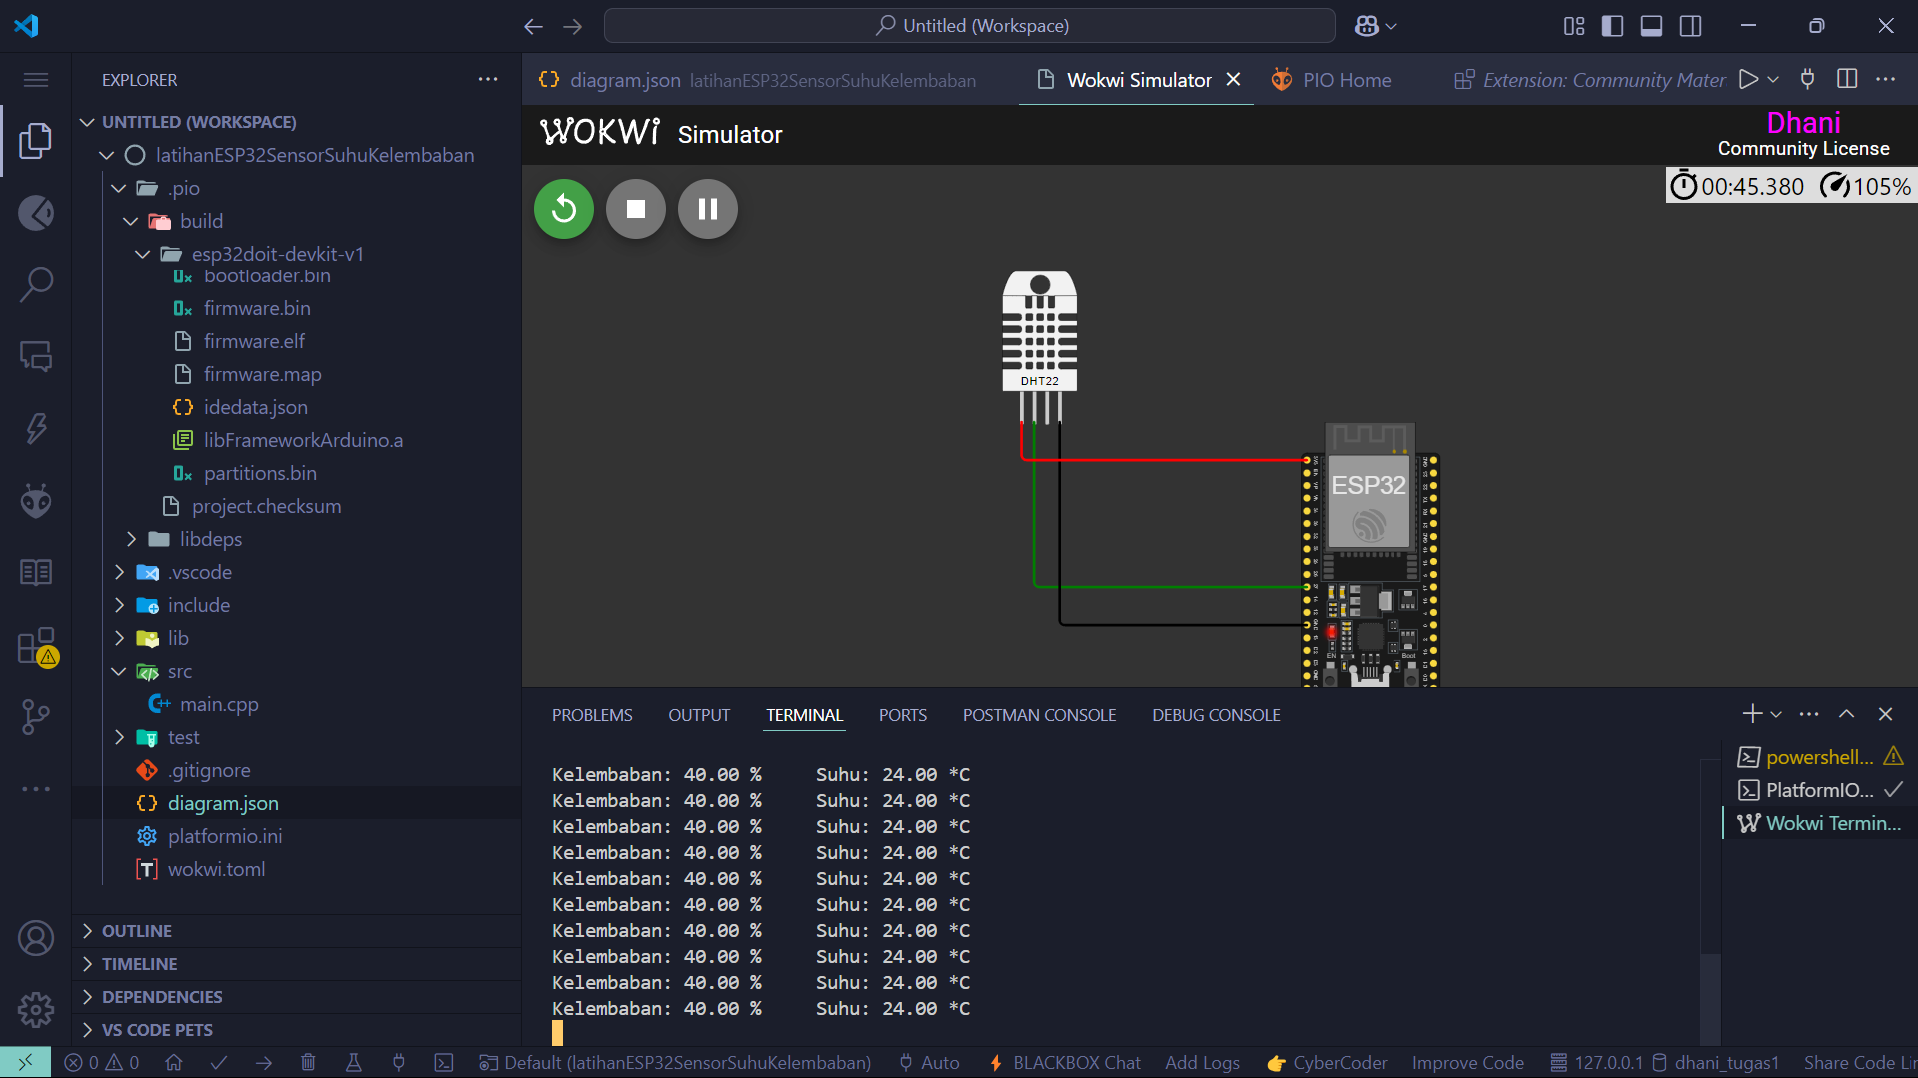 Untitled (Workspace)
EXPLORER
UNTITLED (WORKSPACE)
latihanESP32SensorSuhuKelembaban
.pio
build
esp32doit-devkit-v1
bootloader.bin
firmware.bin
firmware.elf
firmware.map
idedata.json
libFrameworkArduino.a
partitions.bin
project.checksum
libdeps
.vscode
include
lib
src
main.cpp
test
.gitignore
diagram.json
platformio.ini
wokwi.toml
OUTLINE
TIMELINE
DEPENDENCIES
VS CODE PETS
diagram.json latihanESP32SensorSuhuKelembaban
Wokwi Simulator
PIO Home
Extension: Community Mater
WOKWi Simulator
Dhani
Community License
00:45.380 105%
DHT22
ESP32
EN
Boot
PROBLEMS OUTPUT TERMINAL PORTS POSTMAN CONSOLE DEBUG CONSOLE
Kelembaban: 40.00 % Suhu: 24.00 *C
Kelembaban: 40.00 % Suhu: 24.00 *C
Kelembaban: 40.00 % Suhu: 24.00 *C
Kelembaban: 40.00 % Suhu: 24.00 *C
Kelembaban: 40.00 % Suhu: 24.00 *C
Kelembaban: 40.00 % Suhu: 24.00 *C
Kelembaban: 40.00 % Suhu: 24.00 *C
Kelembaban: 40.00 % Suhu: 24.00 *C
Kelembaban: 40.00 % Suhu: 24.00 *C
Kelembaban: 40.00 % Suhu: 24.00 *C
powershell...
PlatformIO...
Wokwi Termin...
0 0 Default (latihanESP32SensorSuhuKelembaban) Auto BLACKBOX Chat Add Logs CyberCoder Improve Code 127.0.0.1 dhani_tugas1 Share Code Lin